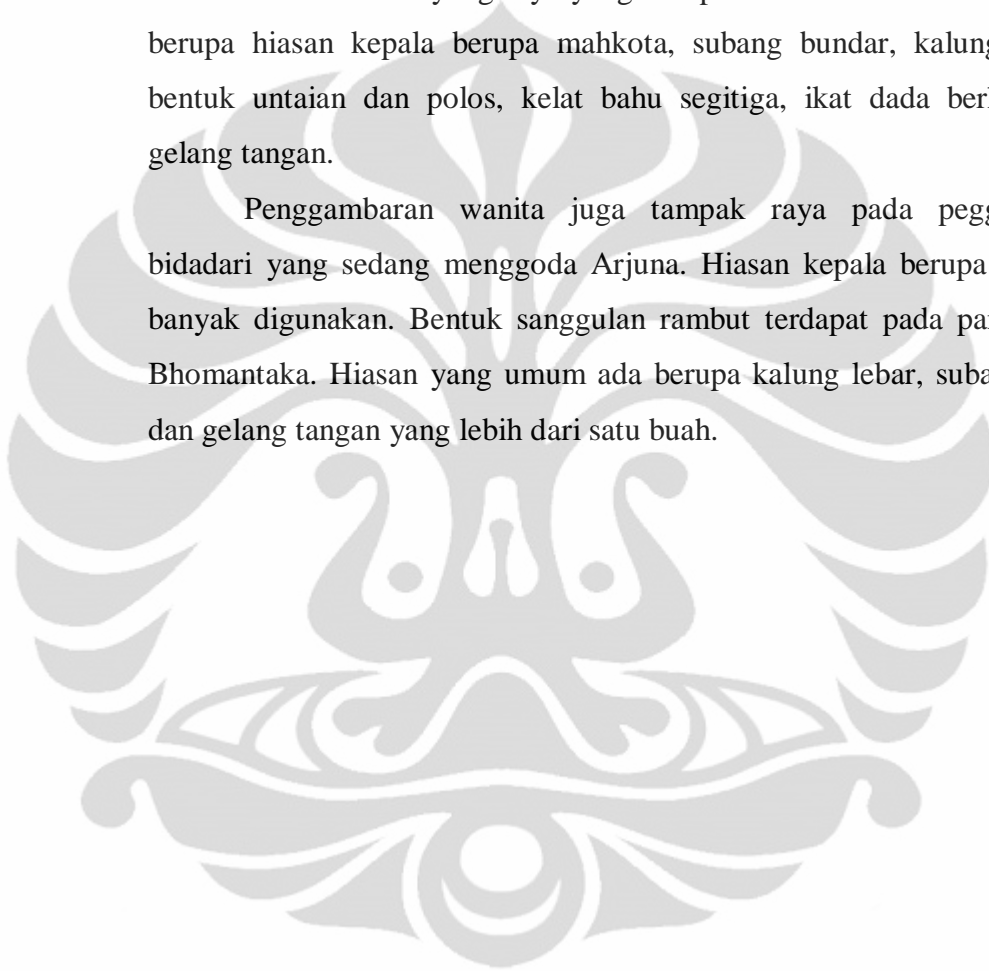 berupa hiasan kepala berupa mahkota, subang bundar, kalung
bentuk untaian dan polos, kelat bahu segitiga, ikat dada
gelang tangan.
Penggambaran wanita juga tampak raya pada
bidadari yang sedang menggoda Arjuna. Hiasan kepala berupa
banyak digunakan. Bentuk sanggulan rambut terdapat pada
Bhomantaka. Hiasan yang umum ada berupa kalung lebar,
dan gelang tangan yang lebih dari satu buah.